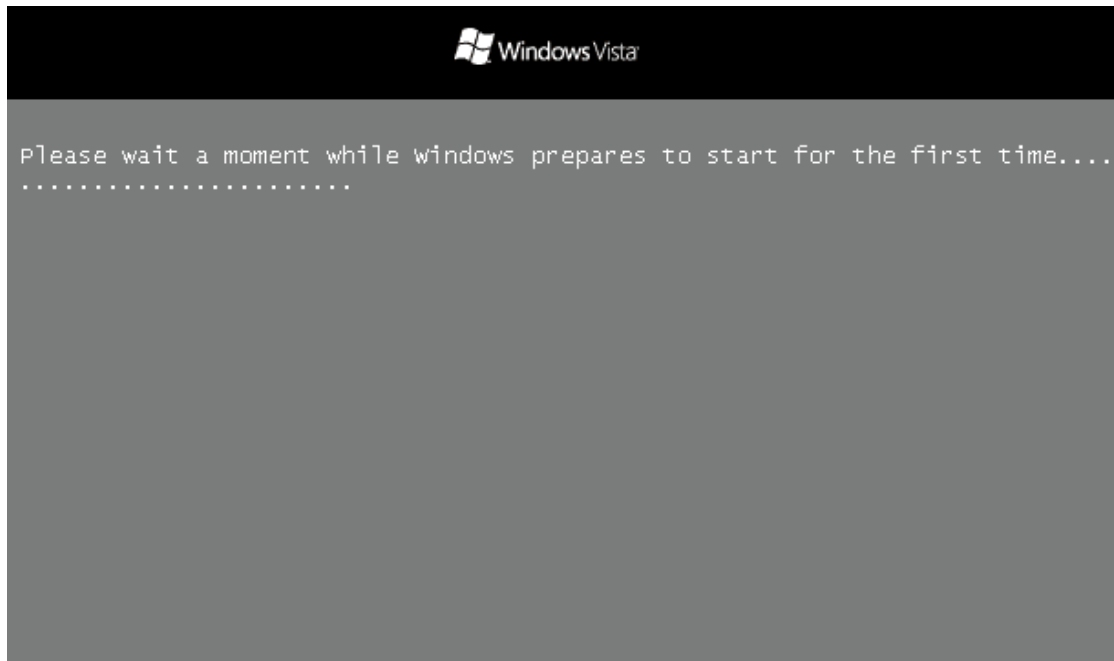 Windows Vista
Please wait a moment while Windows prepares to start for the first time....
.......................